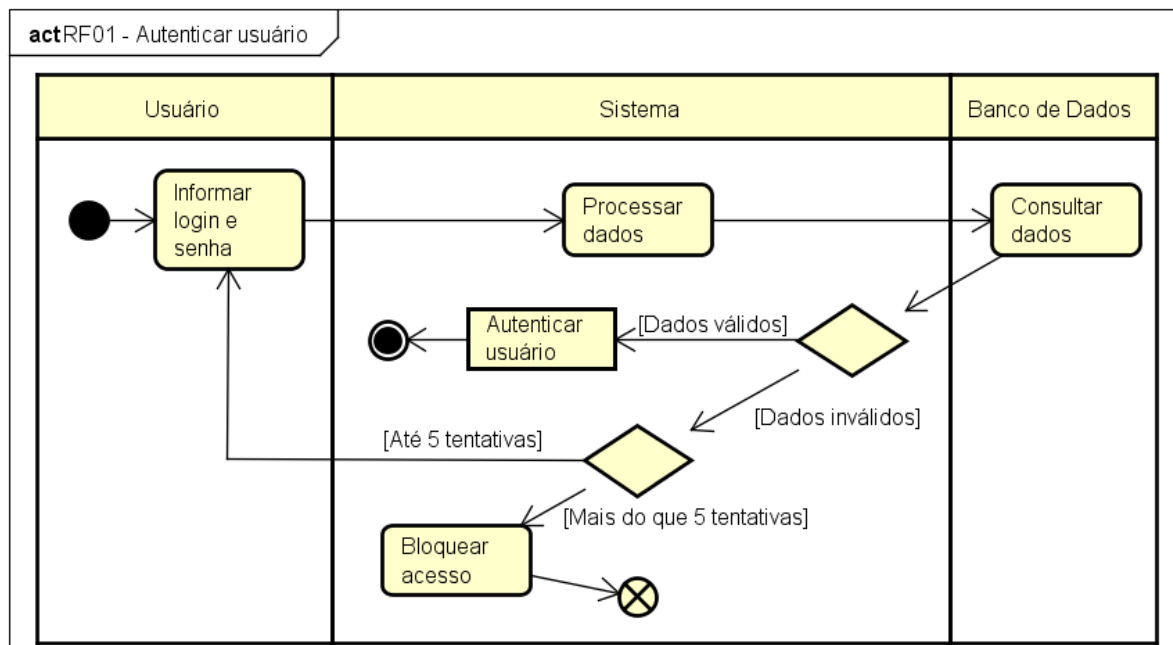 act RF01 - Autenticar usuário
Usuário
Sistema
Banco de Dados
Informar
login e
senha
Processar
dados
Consultar
dados
Autenticar
usuário
[Dados válidos]
[Dados inválidos]
[Até 5 tentativas]
[Mais do que 5 tentativas]
Bloquear
acesso